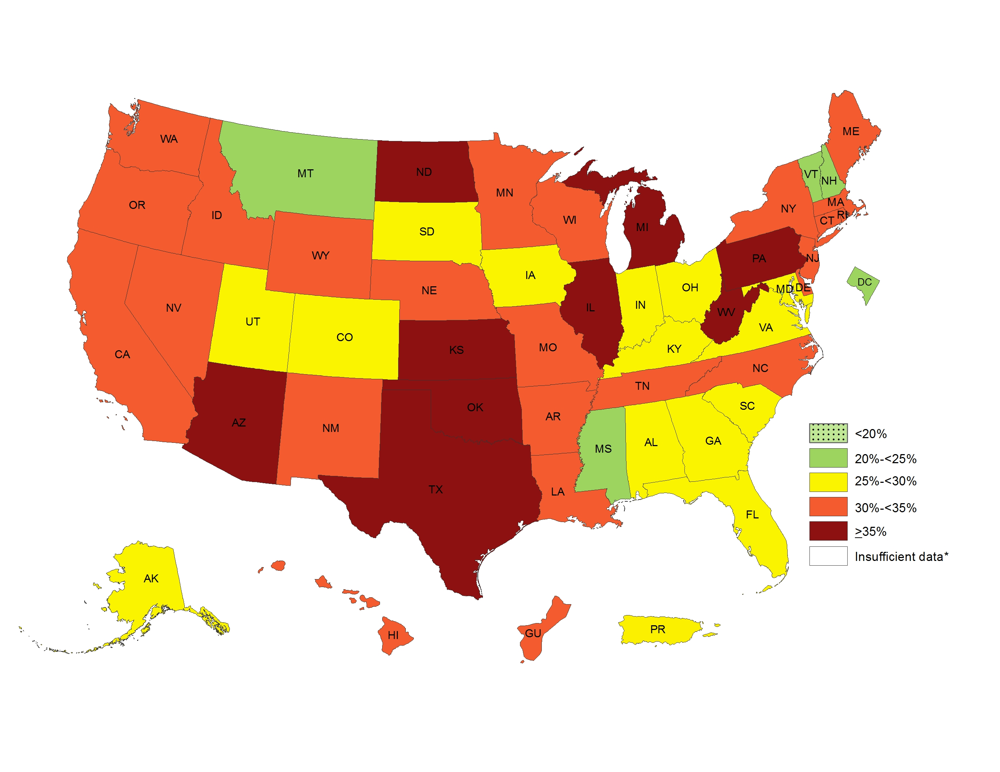 WA
ME
MT
ND
VT
NH
MN
OR
MA
ID
NY
RI
WI
CT
MI
SD
WY
PA
NJ
IA
DC
NE
OH
MD
DE
IN
NV
IL
WV
UT
VA
CO
KS
KY
MO
CA
NC
TN
SC
OK
AR
AZ
NM
<20%
GA
AL
MS
20%-<25%
25%-<30%
TX
LA
30%-<35%
FL
≥35%
Insufficient data*
AK
PR
GU
HI